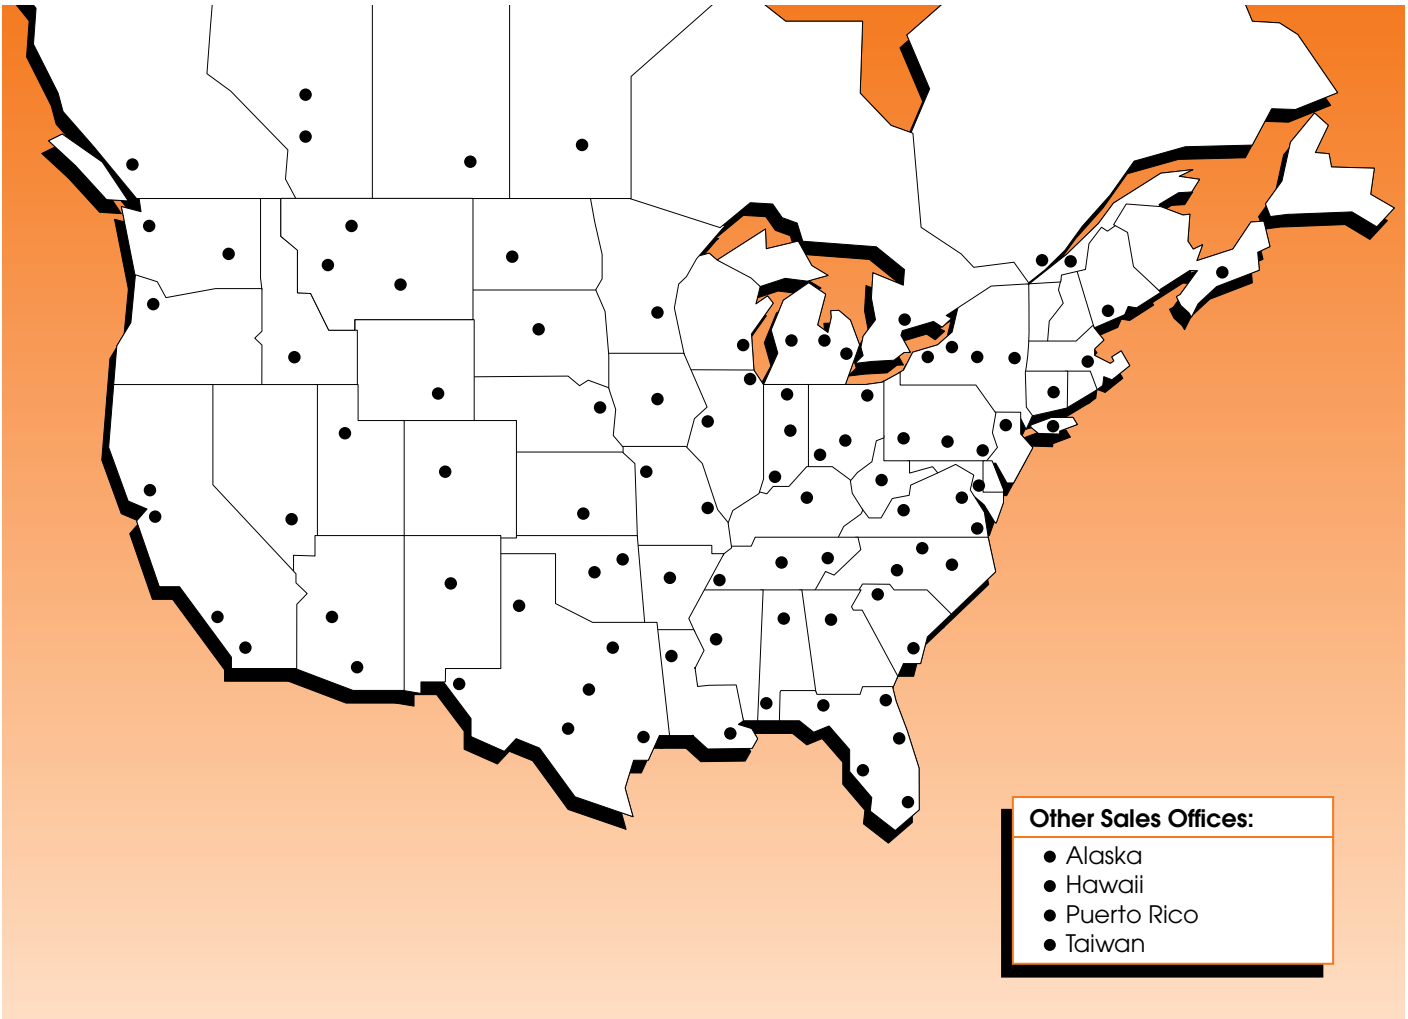 Other Sales Offices:
● Alaska
● Hawaii
● Puerto Rico
● Taiwan